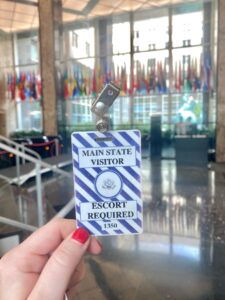 MAIN STATE
VISITOR
ESCORT
REQUIRED
1350